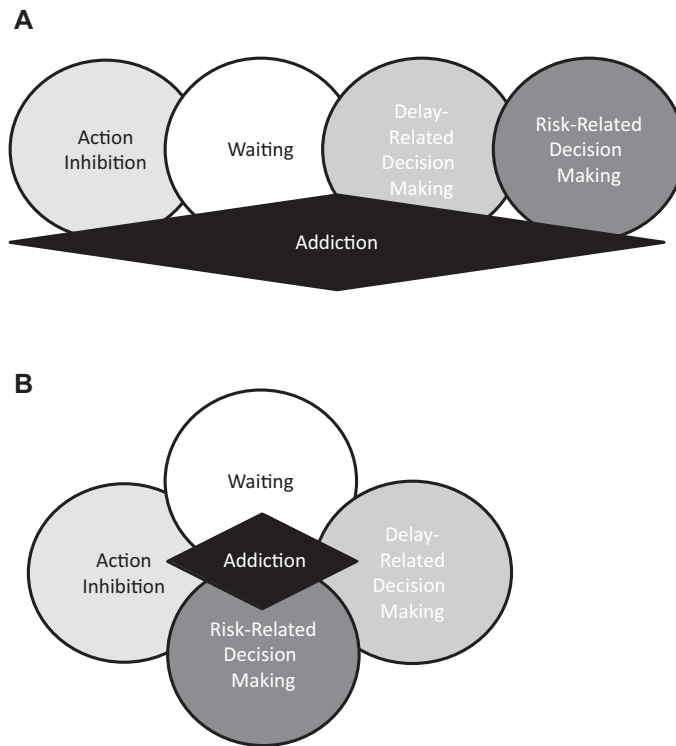 A
Action
Inhibition
Waiting
Delay-
Related
Decision
Making
Risk-Related
Decision
Making
Addiction
B
Waiting
Action
Inhibition
Addiction
Delay-
Related
Decision
Making
Risk-Related
Decision
Making